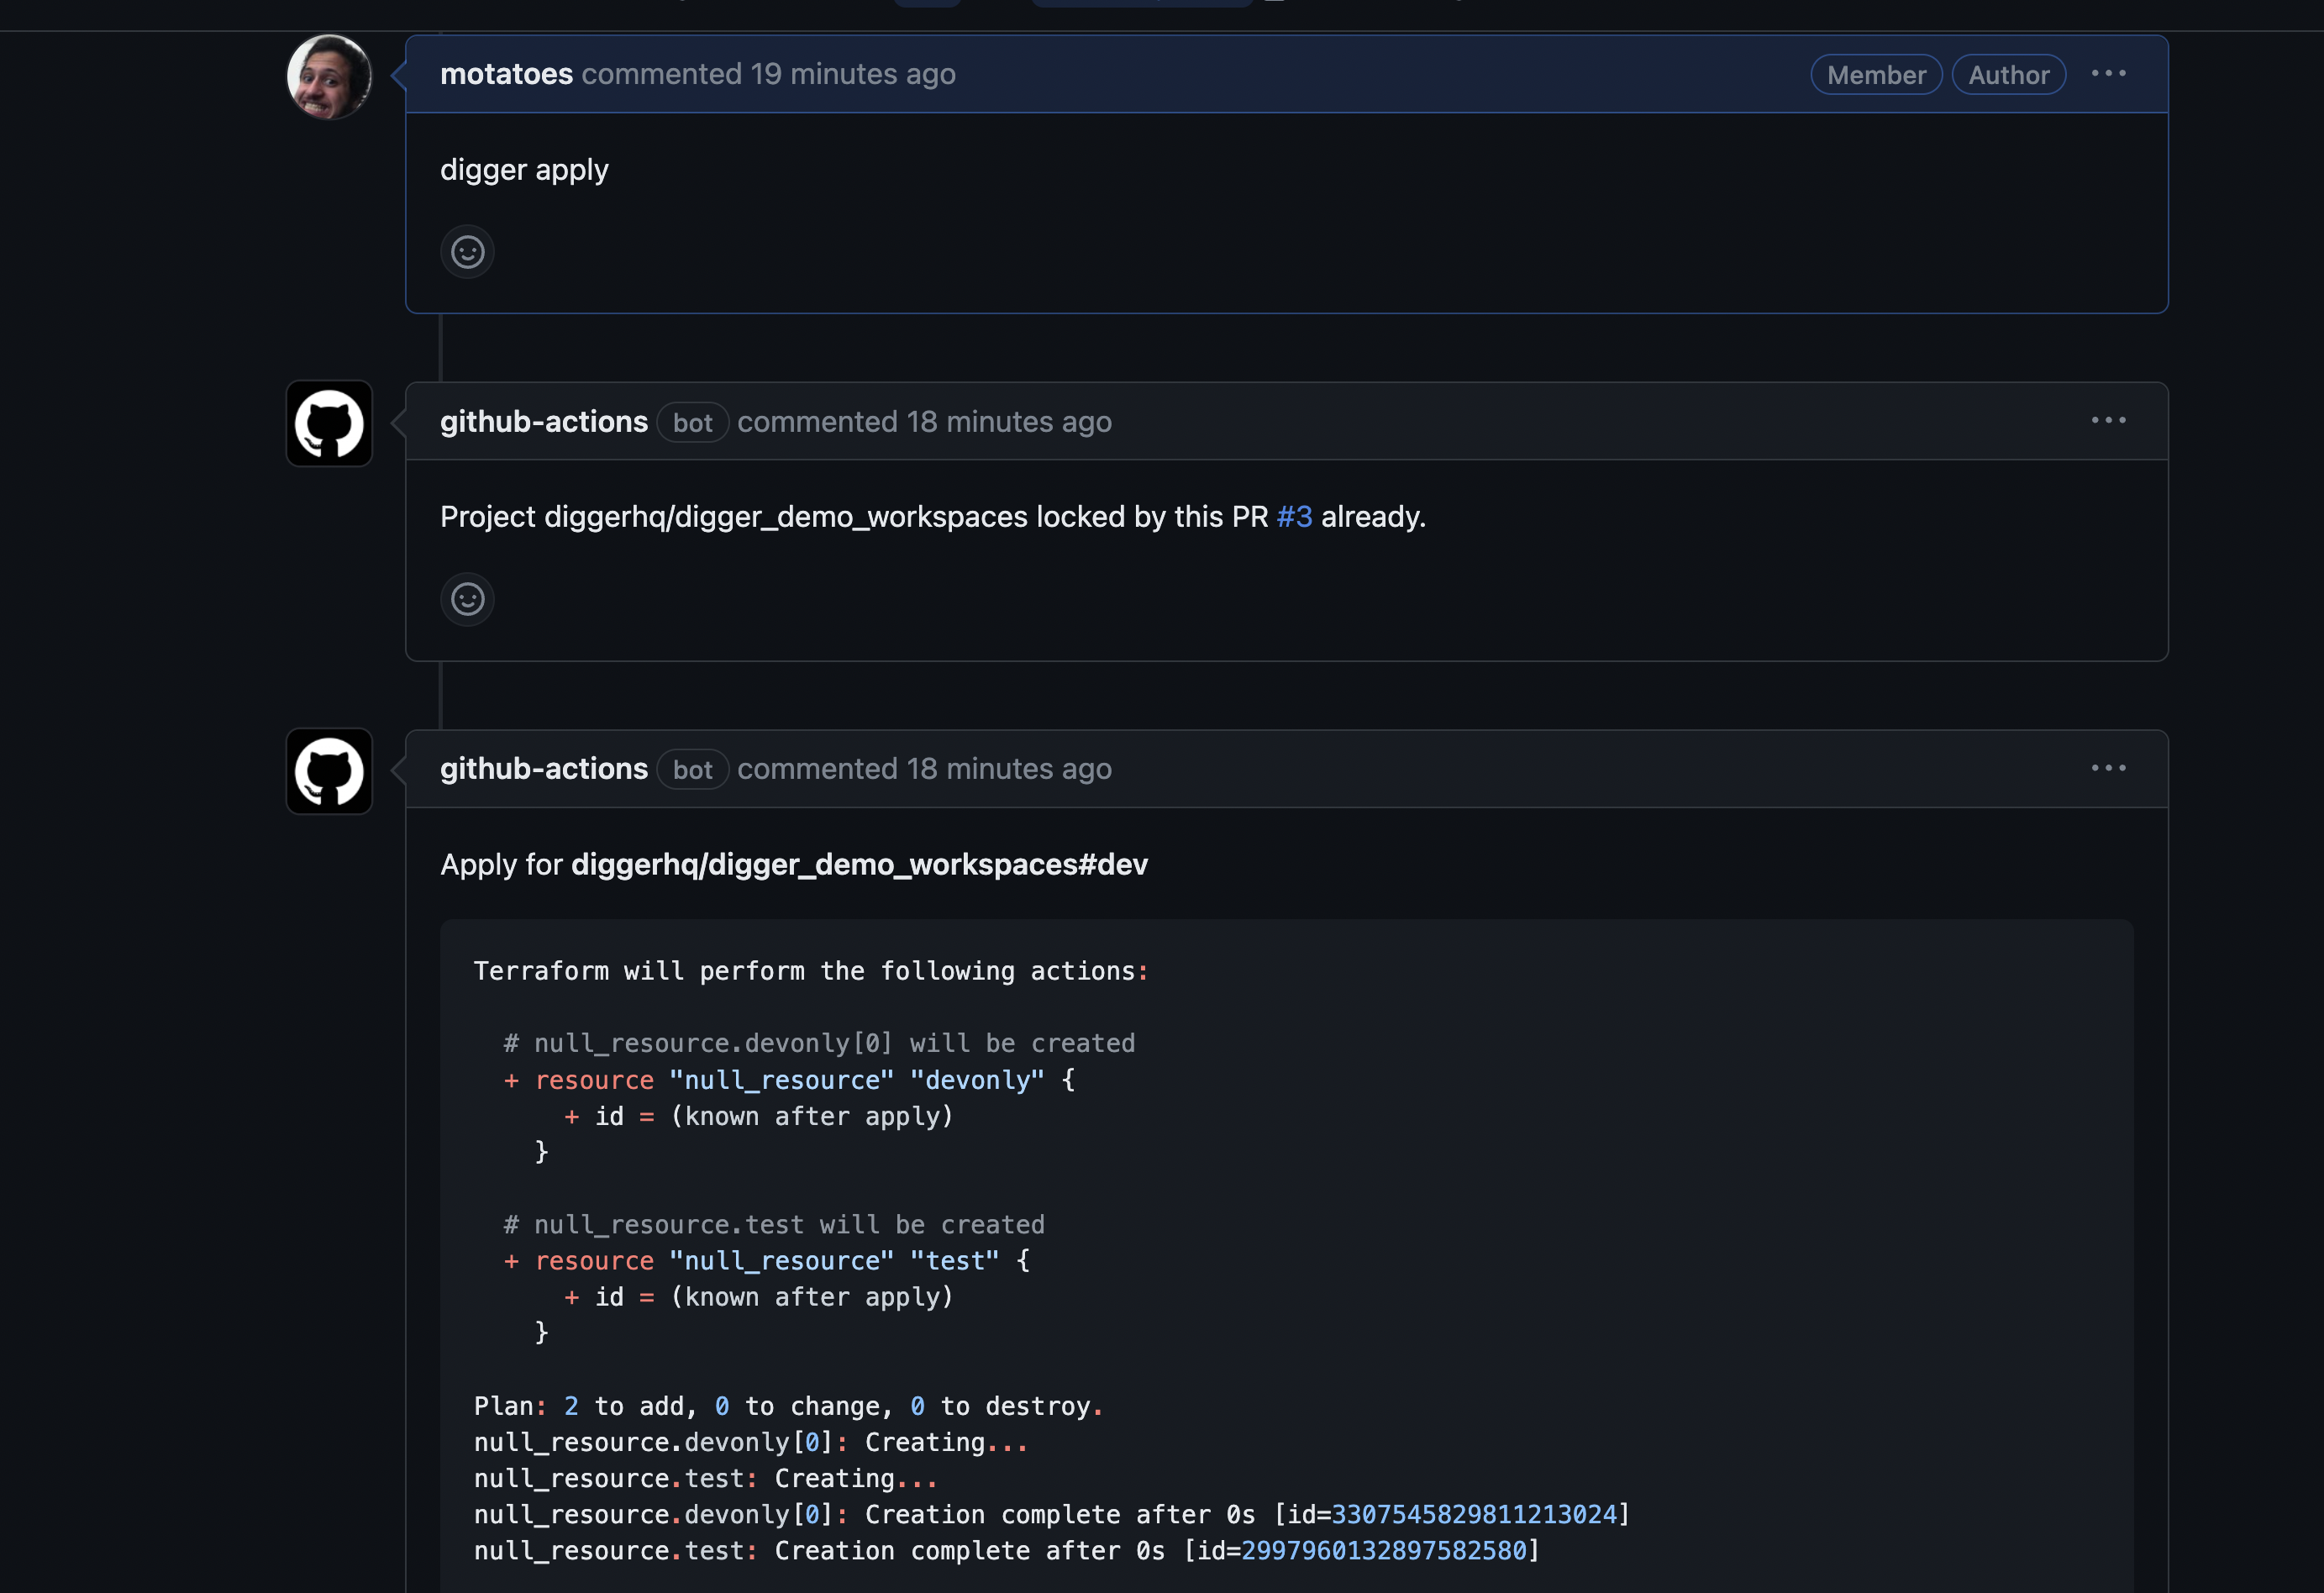 motatoes commented 19 minutes ago
Member
Author
digger apply
github-actions bot commented 18 minutes ago
Project diggerhq/digger_demo_workspaces locked by this PR #3 already.
github-actions bot commented 18 minutes ago
Apply for diggerhq/digger_demo_workspaces#dev
Terraform will perform the following actions:
# null_resource.devonly[0] will be created
+ resource "null_resource" "devonly" {
+ id = (known after apply)
}
# null_resource.test will be created
+ resource "null_resource" "test" {
+ id = (known after apply)
}
Plan: 2 to add, 0 to change, 0 to destroy.
null_resource.devonly[0]: Creating...
null_resource.test: Creating...
null_resource.devonly[0]: Creation complete after 0s [id=3307545829811213024]
null_resource.test: Creation complete after 0s [id=2997960132897582580]